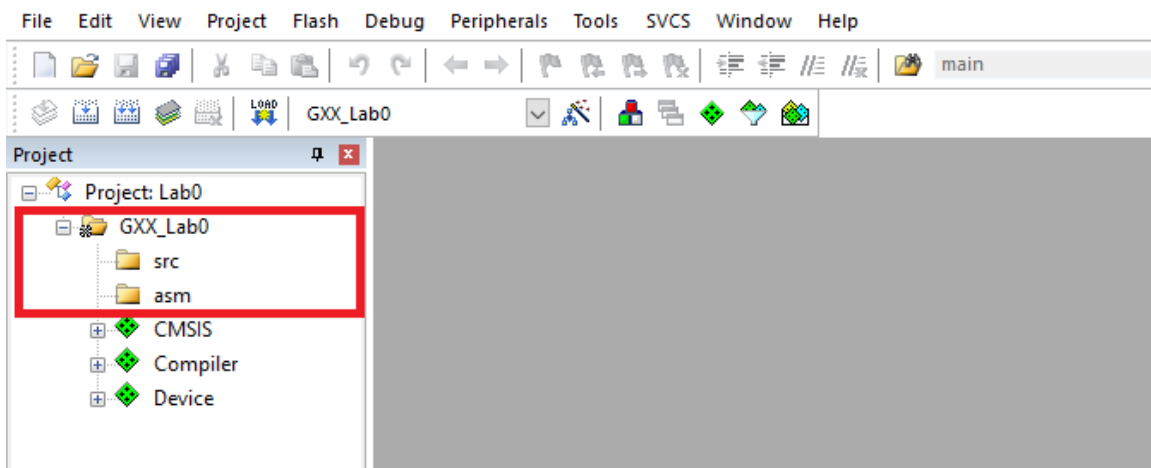 File Edit View Project Flash Debug Peripherals Tools SVCS Window Help
main
LOAD GXX_Lab0
Project
Project: Lab0
GXX_Lab0
src
asm
CMSIS
Compiler
Device